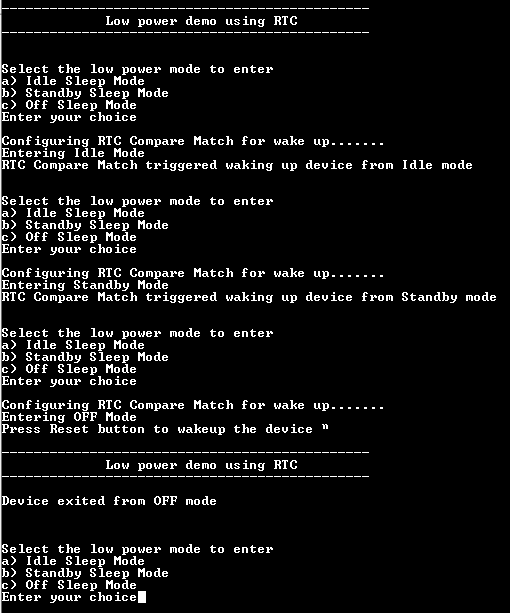 Low power demo using RTC
Select the low power mode to enter
a) Idle Sleep Mode
b) Standby Sleep Mode
c) Off Sleep Mode
Enter your choice
Configuring RTC Compare Match for wake up.......
Entering Idle Mode
RTC Compare Match triggered waking up device from Idle mode
Select the low power mode to enter
a) Idle Sleep Mode
b) Standby Sleep Mode
c) Off Sleep Mode
Enter your choice
Configuring RTC Compare Match for wake up.......
Entering Standby Mode
RTC Compare Match triggered waking up device from Standby mode
Select the low power mode to enter
a) Idle Sleep Mode
b) Standby Sleep Mode
c) Off Sleep Mode
Enter your choice
Configuring RTC Compare Match for wake up.......
Entering OFF Mode
Press Reset button to wakeup the device ⁿ
Low power demo using RTC
Device exited from OFF mode
Select the low power mode to enter
a) Idle Sleep Mode
b) Standby Sleep Mode
c) Off Sleep Mode
Enter your choice